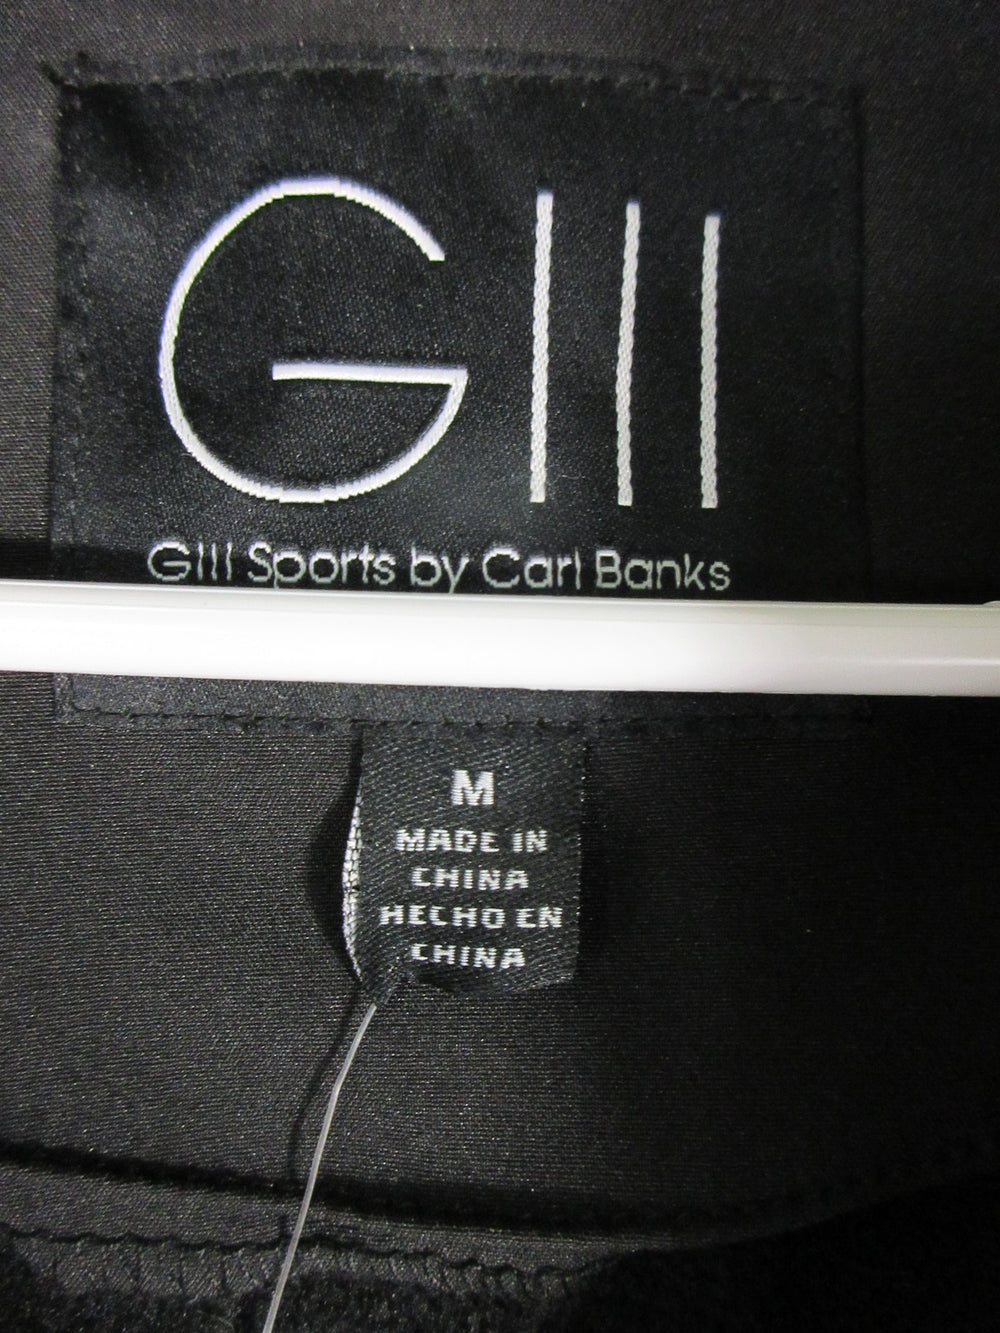 GIII
GIII Sports by Carl Banks
M
MADE IN
CHINA
HECHO EN
CHINA